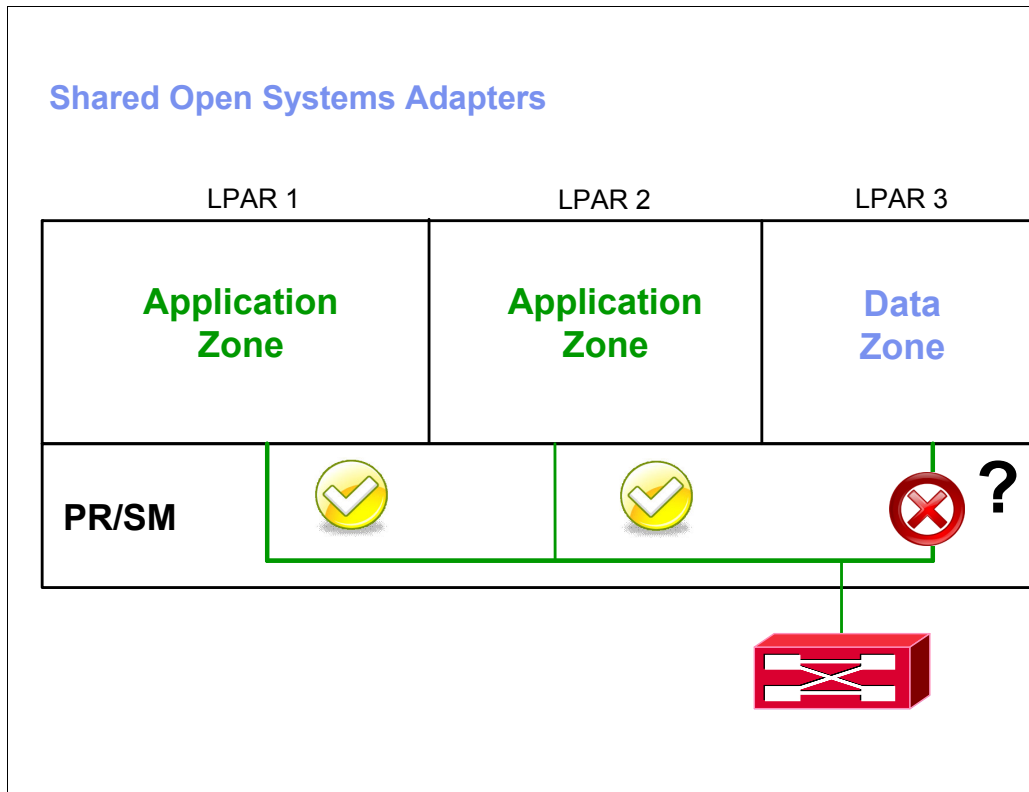 Shared Open Systems Adapters
LPAR 1
LPAR 2
LPAR 3
Application
Zone
Application
Zone
Data
Zone
PR/SM
?